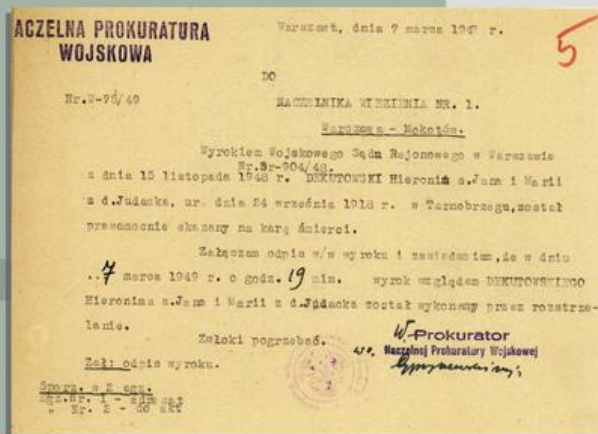 ACZELNA PROKURATURA
WOJSKOWA
Warszawa, dnia 7 marca 1949 r.
5
DO
Nr.W-78/49
NACZELNIKA WIEZIENIA NR. 1.
Warszawa - Mokotów.
Wyrokiem Wojskowego Sądu Rejonowego w Warszawie
Nr.Sr-904/48.
z dnia 15 listopada 1948 r. DEKUTOWSKI Hieronim s.Jana i Marii
z d.Judacka, ur. dnia 24 września 1918 r. w Tarnobrzegu, został
prawomocnie skazany na karę śmierci.
Załączam odpis w/w wyroku i zawiadamiam, że w dniu
..7 marca 1949 r. o godz. 19 min. wyrok względem DEKUTOWSKIEGO
Hieronima s.Jana i Marii z d.Judacka został wykonany przez rozstrze-
lanie.
Zwłoki pogrzebać.
W. Prokurator
Naczelnej Prokuratury Wojskowej
Zał: odpis wyroku.
Sporz. w 2 egz.
Egz.Nr. 1 - adresat
" Nr. 2 - do akt